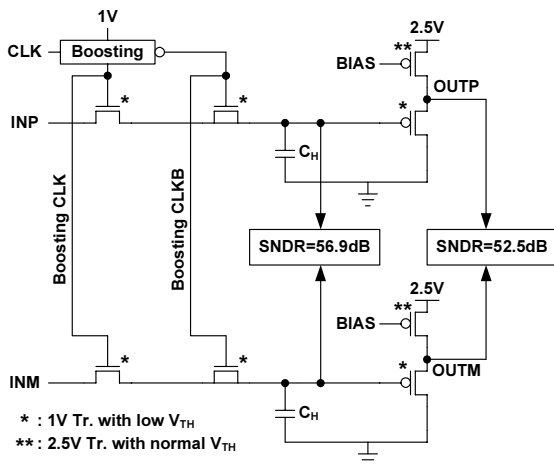 1V
2.5V
CLK
Boosting
**
BIAS
OUTP
*
*
*
INP
C_H
Boosting CLK
Boosting CLKB
SNDR=56.9dB
SNDR=52.5dB
2.5V
**
BIAS
*
*
*
OUTM
INM
C_H
* : 1V Tr. with low V_TH
** : 2.5V Tr. with normal V_TH